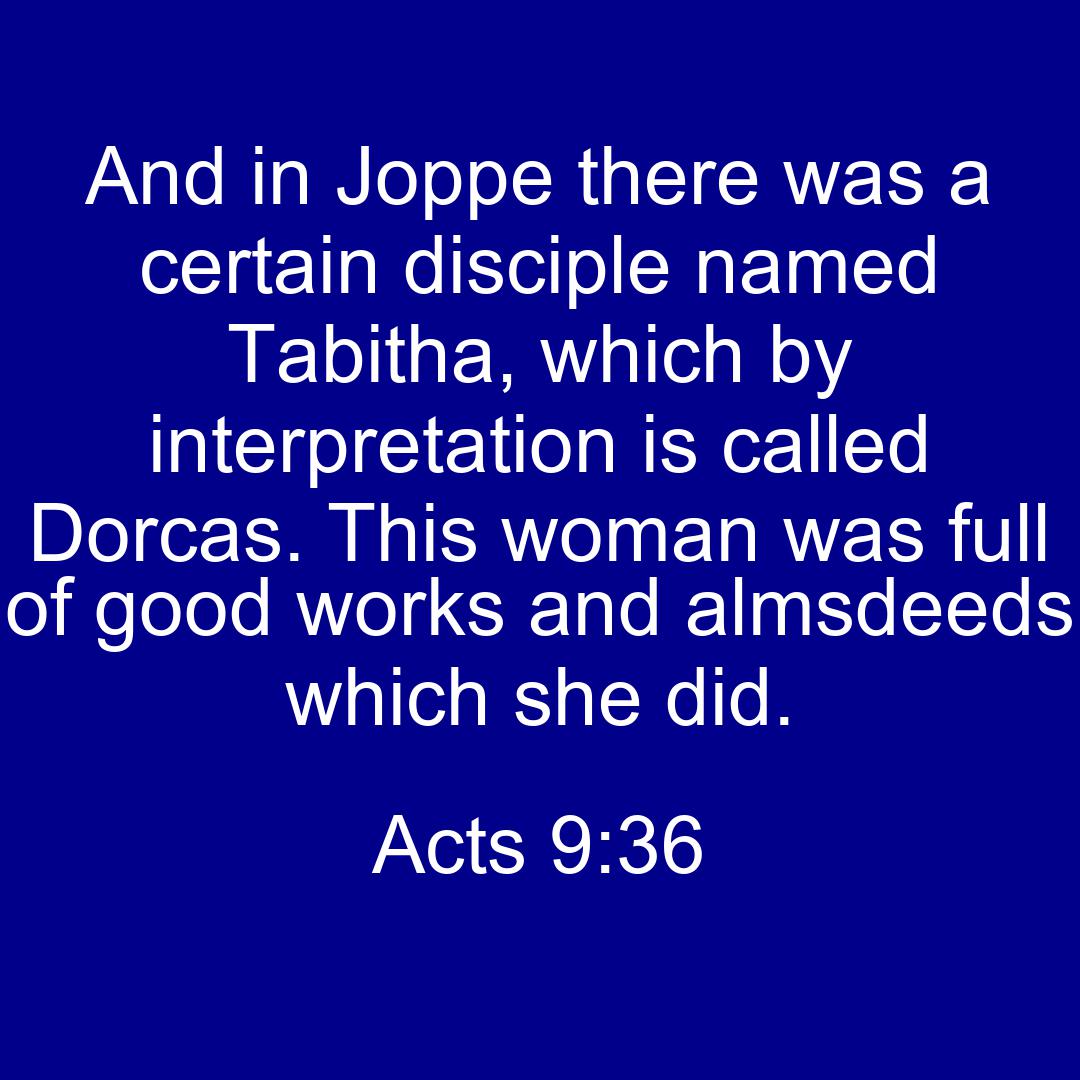 And in Joppe there was a
certain disciple named
Tabitha, which by
interpretation is called
Dorcas. This woman was full
of good works and almsdeeds
which she did.
Acts 9:36